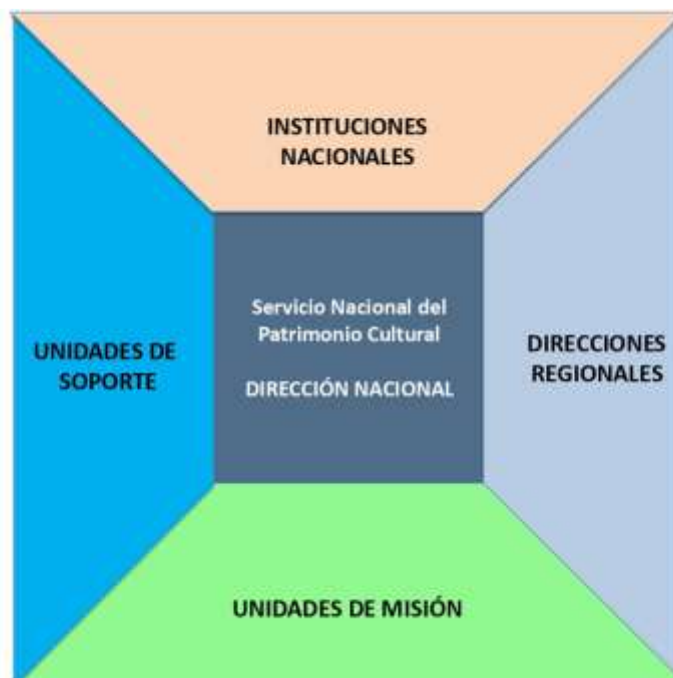 INSTITUCIONES
NACIONALES
Servicio Nacional del
Patrimonio Cultural
DIRECCIÓN NACIONAL
UNIDADES DE
SOPORTE
DIRECCIONES
REGIONALES
UNIDADES DE MISIÓN